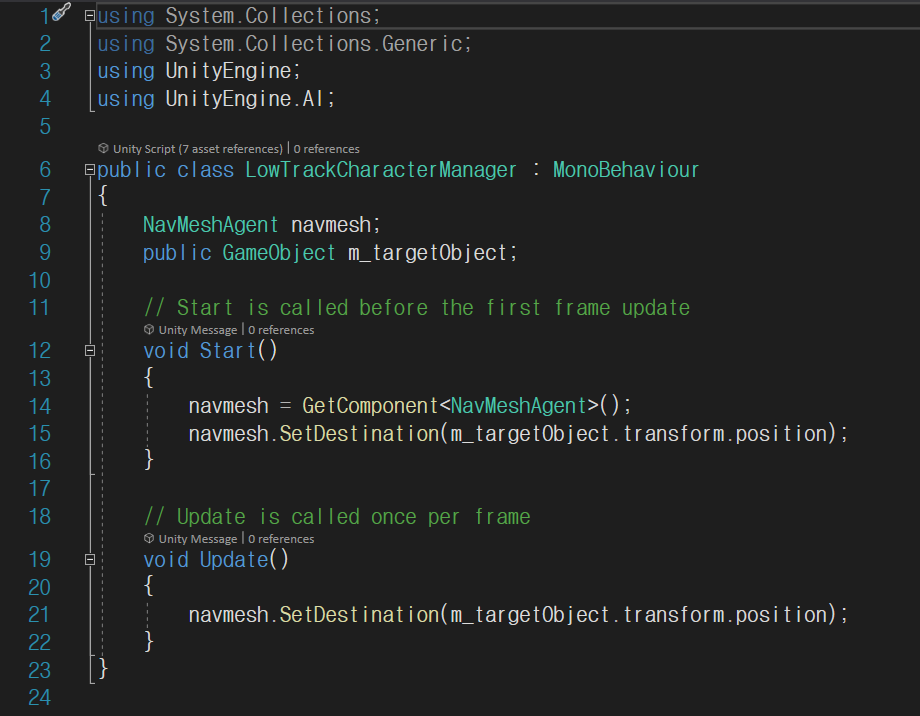 1 using System.Collections;
2 using System.Collections.Generic;
3 using UnityEngine;
4 using UnityEngine.AI;
5
Unity Script (7 asset references) | 0 references
6 public class LowTrackCharacterManager : MonoBehaviour
7 {
8 NavMeshAgent navmesh;
9 public GameObject m_targetObject;
10
11 // Start is called before the first frame update
Unity Message | 0 references
12 void Start()
13 {
14 navmesh = GetComponent<NavMeshAgent>();
15 navmesh.SetDestination(m_targetObject.transform.position);
16 }
17
18 // Update is called once per frame
Unity Message | 0 references
19 void Update()
20 {
21 navmesh.SetDestination(m_targetObject.transform.position);
22 }
23 }
24